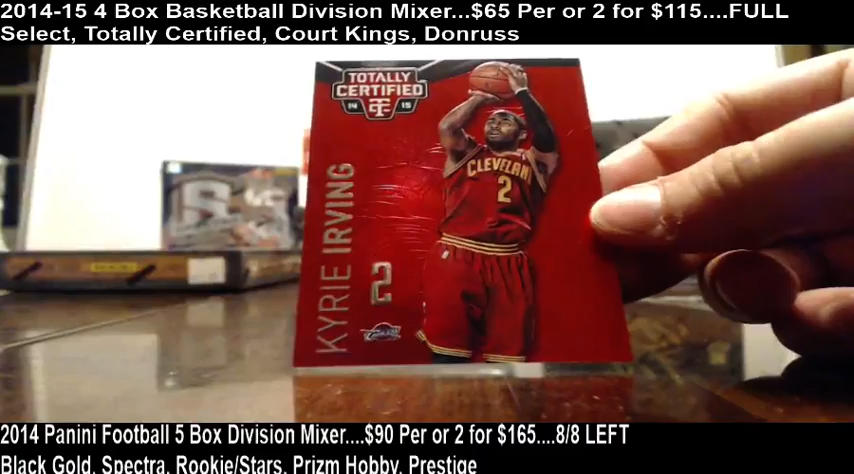 2014-15 4 Box Basketball Division Mixer...$65 Per or 2 for $115....FULL
Select, Totally Certified, Court Kings, Donruss
TOTALLY
CERTIFIED
14 TC 15
CLEVELAND
2
KYRIE IRVING
2
CAVALIERS
2014 Panini Football 5 Box Division Mixer....$90 Per or 2 for $165....8/8 LEFT
Black Gold, Spectra, Rookie/Stars, Prizm Hobby, Prestige